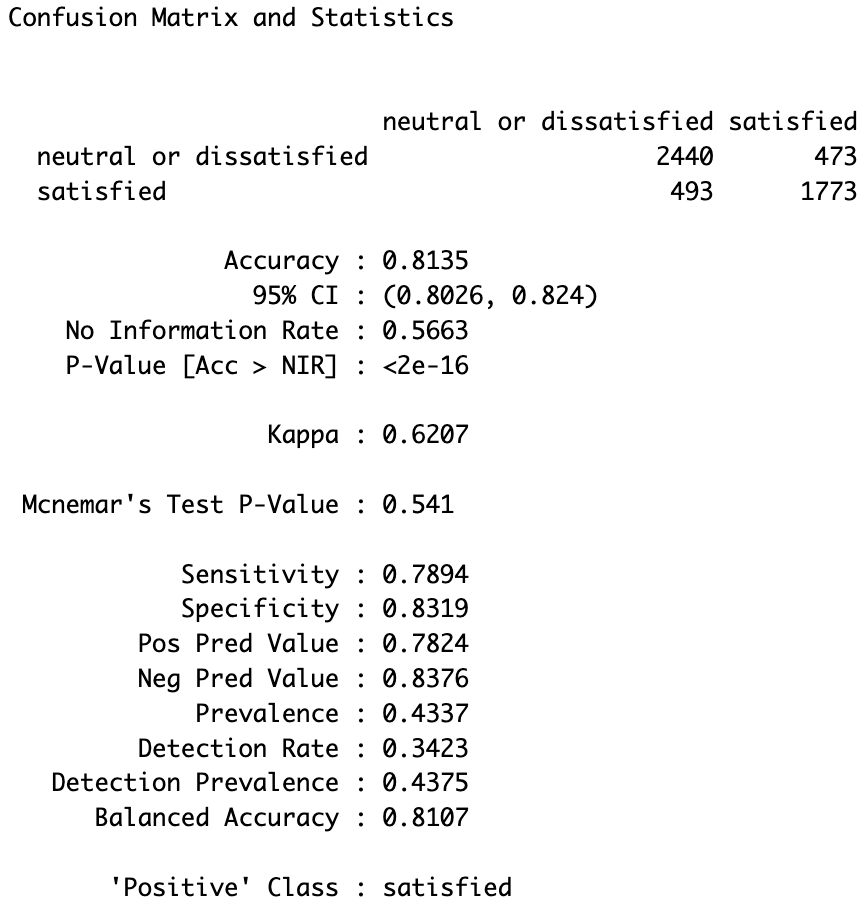 Confusion Matrix and Statistics
neutral or dissatisfied satisfied
neutral or dissatisfied 2440 473
satisfied 493 1773
Accuracy : 0.8135
95% CI : (0.8026, 0.824)
No Information Rate : 0.5663
P-Value [Acc > NIR] : <2e-16
Kappa : 0.6207
Mcnemar's Test P-Value : 0.541
Sensitivity : 0.7894
Specificity : 0.8319
Pos Pred Value : 0.7824
Neg Pred Value : 0.8376
Prevalence : 0.4337
Detection Rate : 0.3423
Detection Prevalence : 0.4375
Balanced Accuracy : 0.8107
'Positive' Class : satisfied